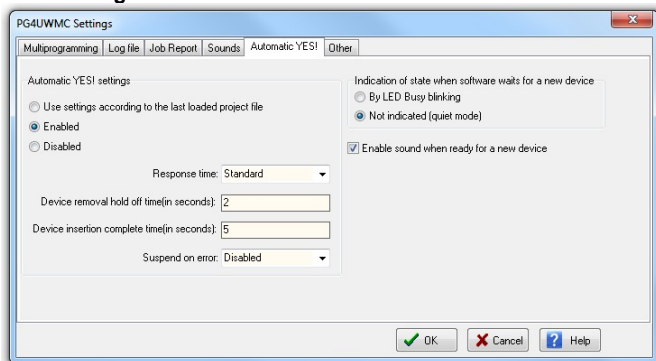 PG4UWMC Settings
Multiprogramming Log file Job Report Sounds Automatic YES! Other
Automatic YES! settings
Use settings according to the last loaded project file
Enabled
Disabled
Response time: Standard
Device removal hold off time(in seconds): 2
Device insertion complete time(in seconds): 5
Suspend on error: Disabled
Indication of state when software waits for a new device
By LED Busy blinking
Not indicated (quiet mode)
Enable sound when ready for a new device
OK Cancel Help